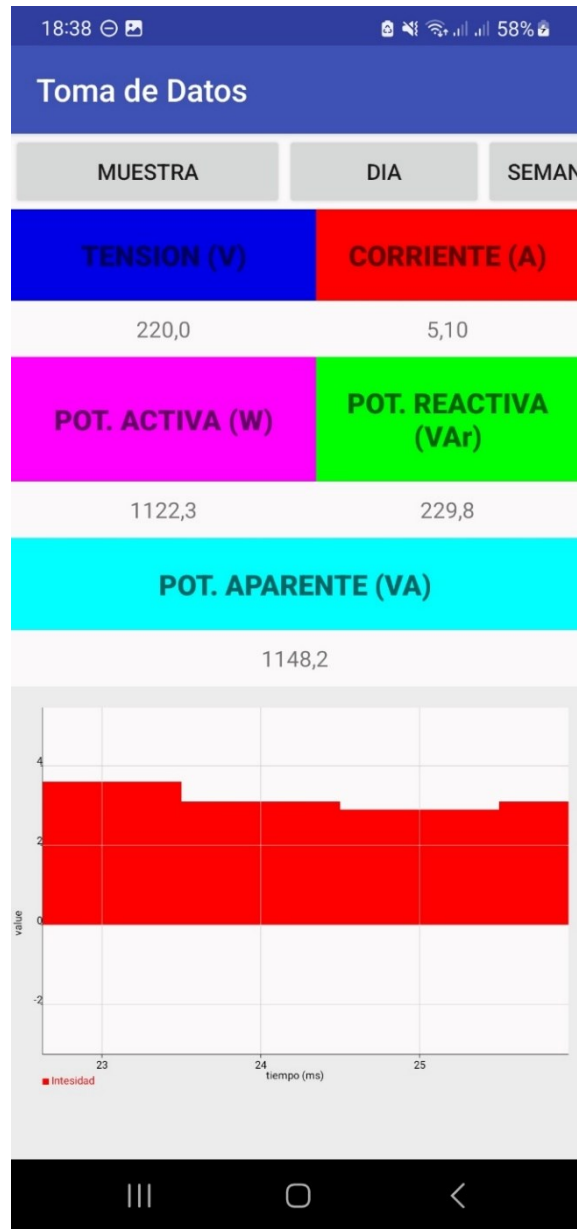 18:38 58%
Toma de Datos
MUESTRA DIA SEMAN
TENSION (V) CORRIENTE (A)
220,0 5,10
POT. ACTIVA (W) POT. REACTIVA
(VAr)
1122,3 229,8
POT. APARENTE (VA)
1148,2
4
2
0
-2
value
23 24 25
tiempo (ms)
Intesidad